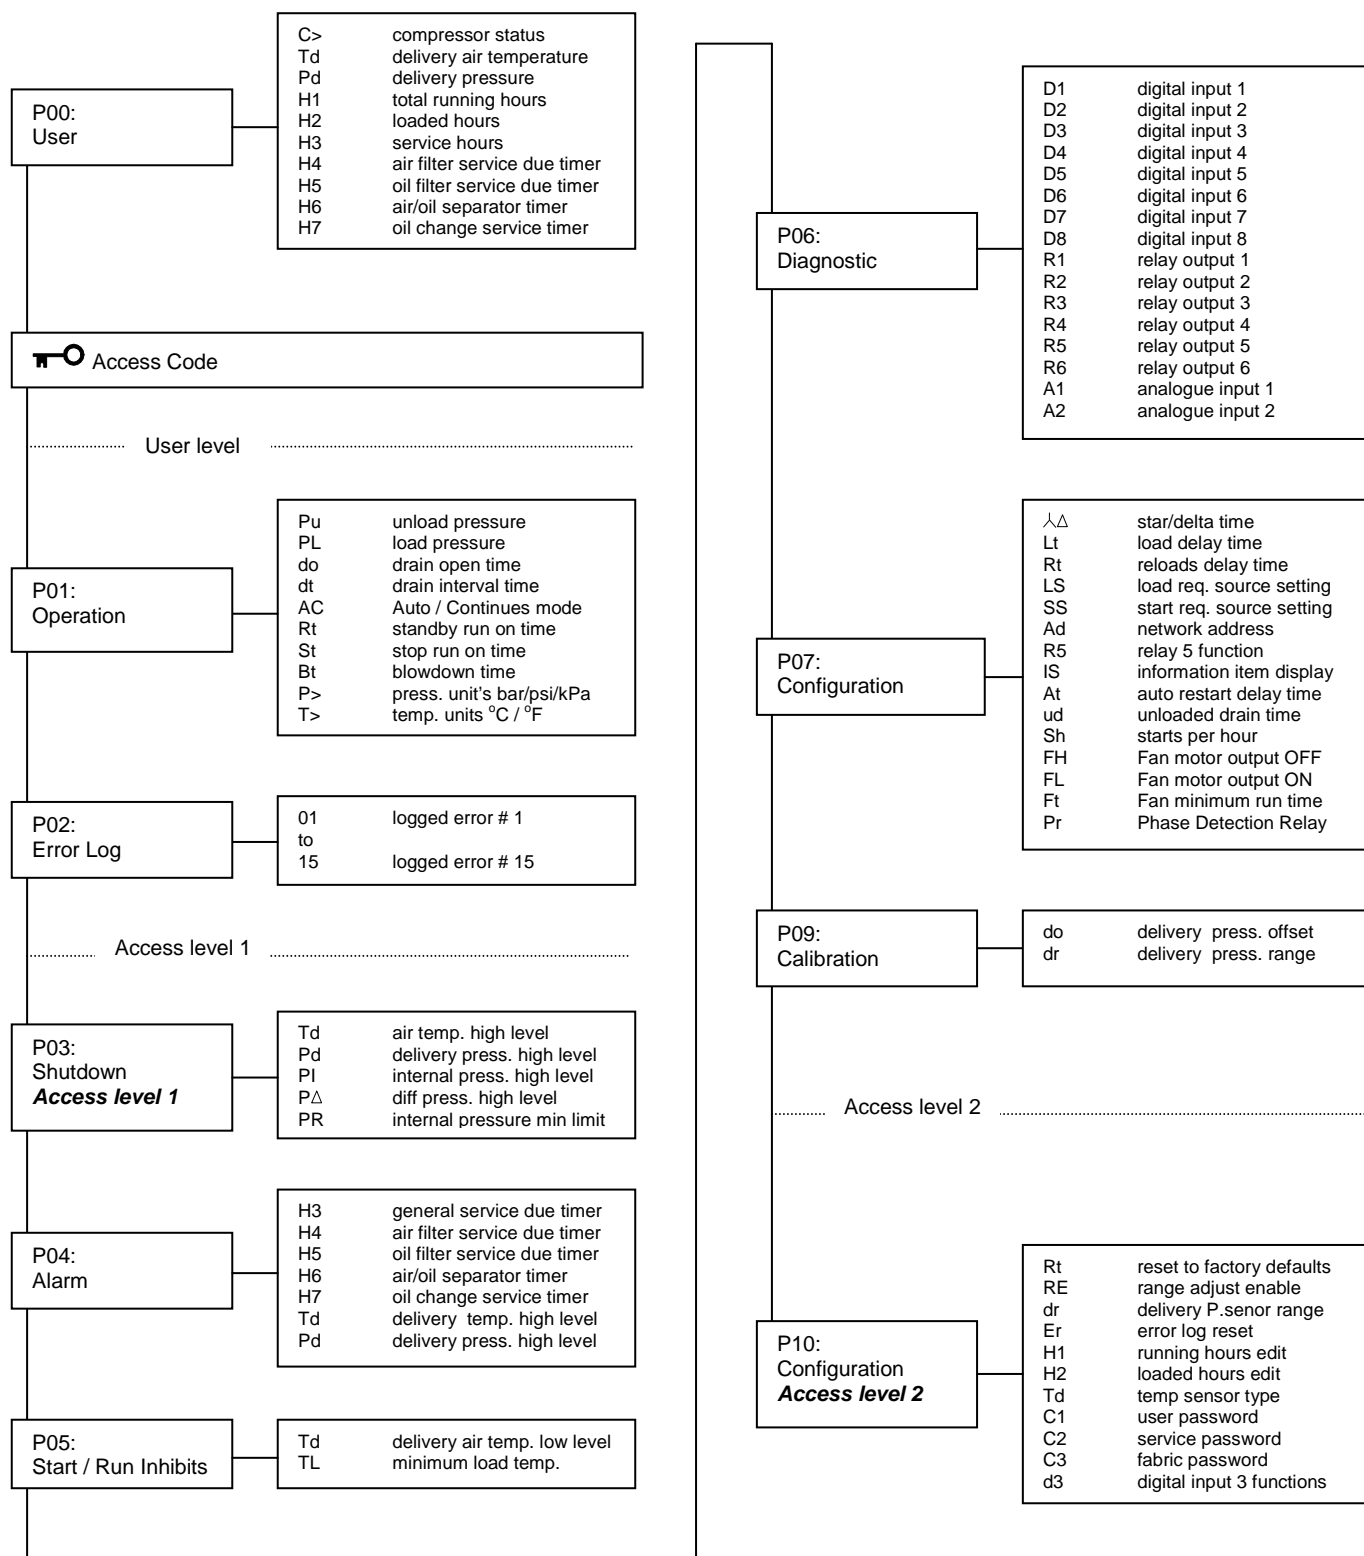 P00:
User
C> compressor status
Td delivery air temperature
Pd delivery pressure
H1 total running hours
H2 loaded hours
H3 service hours
H4 air filter service due timer
H5 oil filter service due timer
H6 air/oil separator timer
H7 oil change service timer
Access Code
User level
P01:
Operation
Pu unload pressure
PL load pressure
do drain open time
dt drain interval time
AC Auto / Continues mode
Rt standby run on time
St stop run on time
Bt blowdown time
P> press. unit's bar/psi/kPa
T> temp. units °C / °F
P02:
Error Log
01 logged error # 1
to
15 logged error # 15
Access level 1
P03:
Shutdown
Access level 1
Td air temp. high level
Pd delivery press. high level
PI internal press. high level
PΔ diff press. high level
PR internal pressure min limit
P04:
Alarm
H3 general service due timer
H4 air filter service due timer
H5 oil filter service due timer
H6 air/oil separator timer
H7 oil change service timer
Td delivery temp. high level
Pd delivery press. high level
P05:
Start / Run Inhibits
Td delivery air temp. low level
TL minimum load temp.
P06:
Diagnostic
D1 digital input 1
D2 digital input 2
D3 digital input 3
D4 digital input 4
D5 digital input 5
D6 digital input 6
D7 digital input 7
D8 digital input 8
R1 relay output 1
R2 relay output 2
R3 relay output 3
R4 relay output 4
R5 relay output 5
R6 relay output 6
A1 analogue input 1
A2 analogue input 2
P07:
Configuration
⅄Δ star/delta time
Lt load delay time
Rt reloads delay time
LS load req. source setting
SS start req. source setting
Ad network address
R5 relay 5 function
IS information item display
At auto restart delay time
ud unloaded drain time
Sh starts per hour
FH Fan motor output OFF
FL Fan motor output ON
Ft Fan minimum run time
Pr Phase Detection Relay
P09:
Calibration
do delivery press. offset
dr delivery press. range
Access level 2
P10:
Configuration
Access level 2
Rt reset to factory defaults
RE range adjust enable
dr delivery P.senor range
Er error log reset
H1 running hours edit
H2 loaded hours edit
Td temp sensor type
C1 user password
C2 service password
C3 fabric password
d3 digital input 3 functions